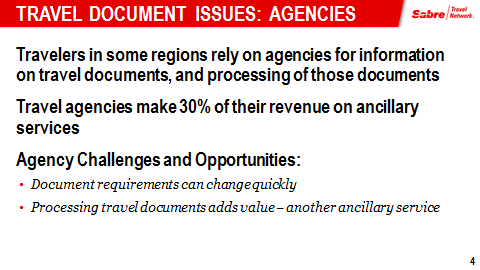 TRAVEL DOCUMENT ISSUES: AGENCIES
Sabre Travel
Network.
Travelers in some regions rely on agencies for information
on travel documents, and processing of those documents
Travel agencies make 30% of their revenue on ancillary
services
Agency Challenges and Opportunities:
• Document requirements can change quickly
• Processing travel documents adds value – another ancillary service
4